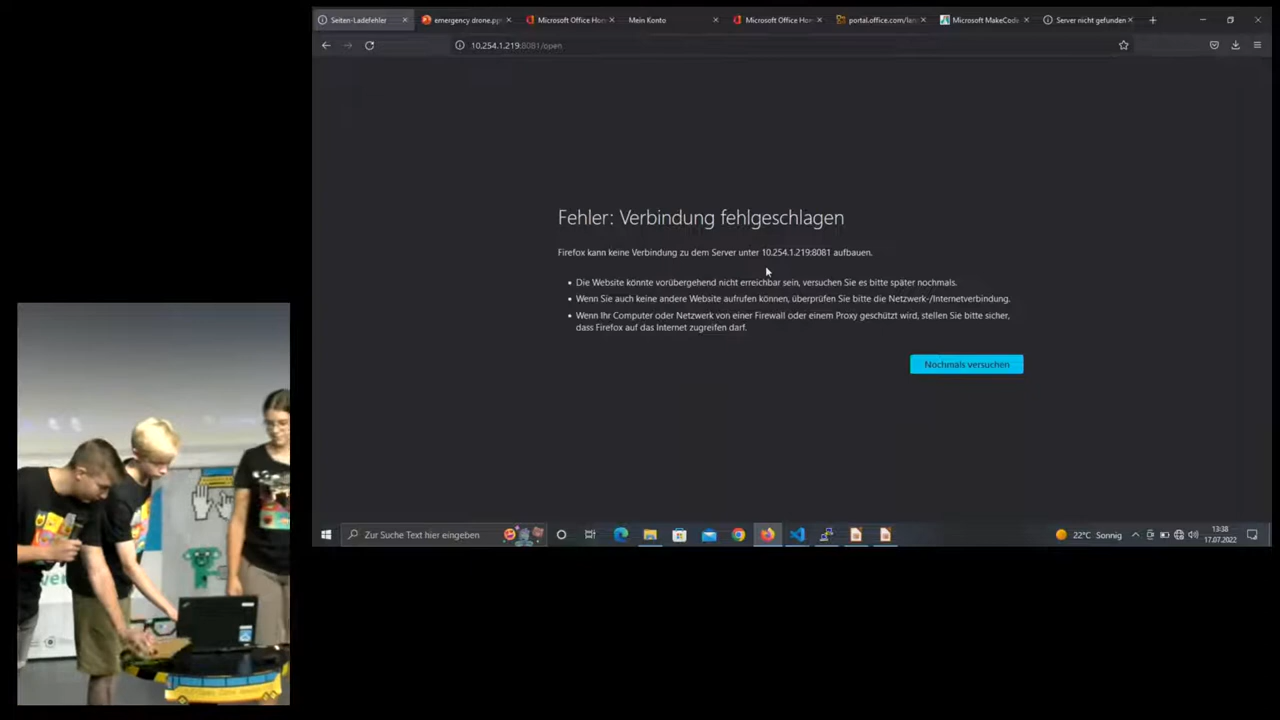 Seiten-Ladefehler
emergency drone.pp
Microsoft Office Hom
Mein Konto
Microsoft Office Hom
portal.office.com/lan
Microsoft MakeCode
Server nicht gefunden
10.254.1.219:8081/open
Fehler: Verbindung fehlgeschlagen
Firefox kann keine Verbindung zu dem Server unter 10.254.1.219:8081 aufbauen.
Die Website könnte vorübergehend nicht erreichbar sein, versuchen Sie es bitte später nochmals.
Wenn Sie auch keine andere Website aufrufen können, überprüfen Sie bitte die Netzwerk-/Internetverbindung.
Wenn Ihr Computer oder Netzwerk von einer Firewall oder einem Proxy geschützt wird, stellen Sie bitte sicher,
dass Firefox auf das Internet zugreifen darf.
Nochmals versuchen
Zur Suche Text hier eingeben
22°C Sonnig
13:38
17.07.2022